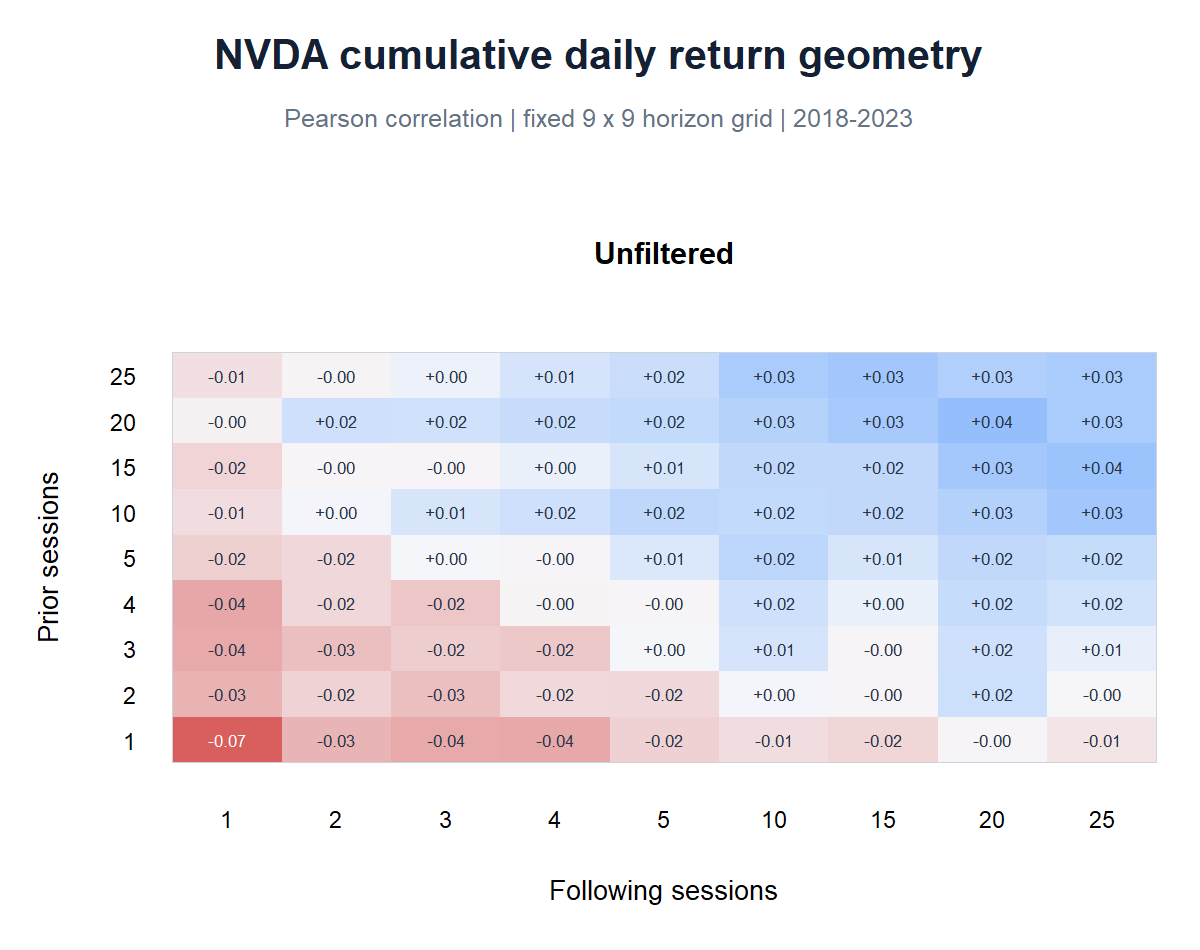 NVDA cumulative daily return geometry
Pearson correlation | fixed 9 x 9 horizon grid | 2018-2023
Unfiltered
Prior sessions
25 -0.01 -0.00 +0.00 +0.01 +0.02 +0.03 +0.03 +0.03 +0.03
20 -0.00 +0.02 +0.02 +0.02 +0.02 +0.03 +0.03 +0.04 +0.03
15 -0.02 -0.00 -0.00 +0.00 +0.01 +0.02 +0.02 +0.03 +0.04
10 -0.01 +0.00 +0.01 +0.02 +0.02 +0.02 +0.02 +0.03 +0.03
5 -0.02 -0.02 +0.00 -0.00 +0.01 +0.02 +0.01 +0.02 +0.02
4 -0.04 -0.02 -0.02 -0.00 -0.00 +0.02 +0.00 +0.02 +0.02
3 -0.04 -0.03 -0.02 -0.02 +0.00 +0.01 -0.00 +0.02 +0.01
2 -0.03 -0.02 -0.03 -0.02 -0.02 +0.00 -0.00 +0.02 -0.00
1 -0.07 -0.03 -0.04 -0.04 -0.02 -0.01 -0.02 -0.00 -0.01
1 2 3 4 5 10 15 20 25
Following sessions